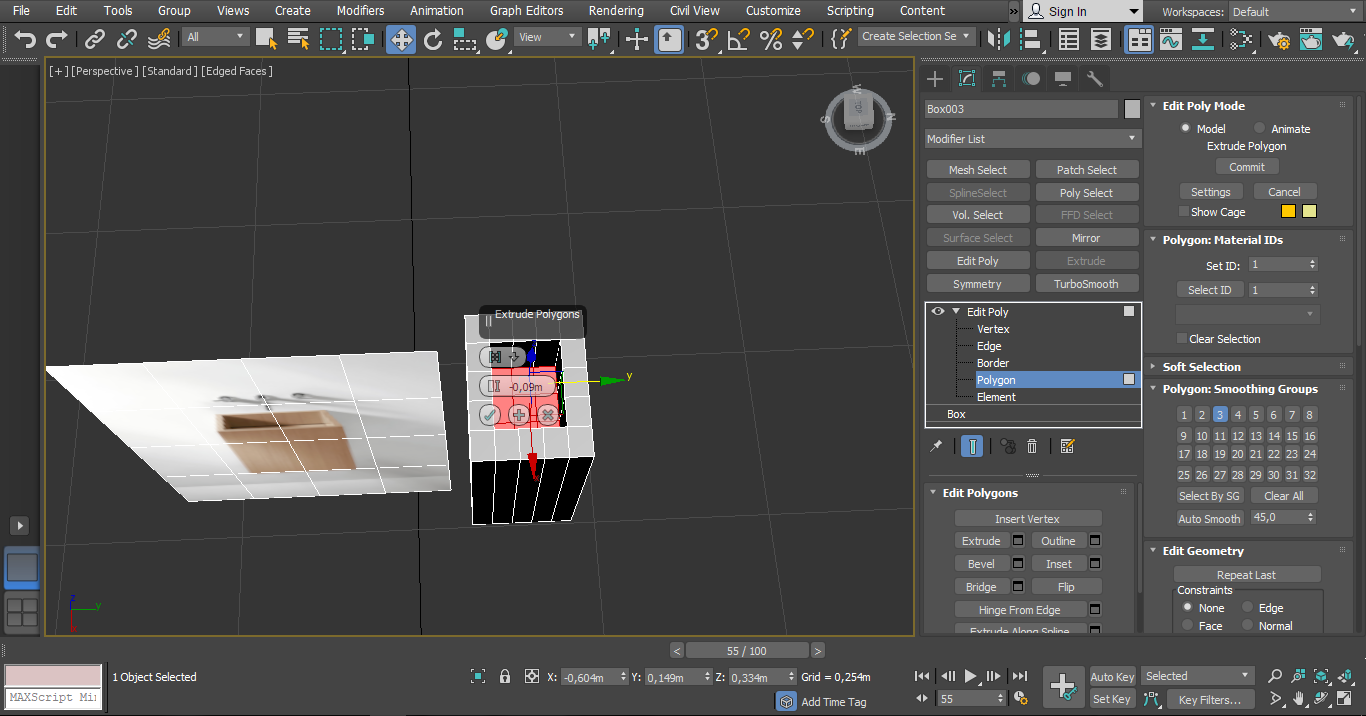 File Edit Tools Group Views Create Modifiers Animation Graph Editors Rendering Civil View Customize Scripting Content » Sign In Workspaces: Default
All View Create Selection Se
[+] [Perspective] [Standard] [Edged Faces]
TOP
W
S
N
E
Extrude Polygons
-0,09m
y
z
y
x
Box003
Modifier List
Mesh Select Patch Select
SplineSelect Poly Select
Vol. Select FFD Select
Surface Select Mirror
Edit Poly Extrude
Symmetry TurboSmooth
Edit Poly
Vertex
Edge
Border
Polygon
Element
Box
Edit Polygons
Insert Vertex
Extrude Outline
Bevel Inset
Bridge Flip
Hinge From Edge
Extrude Along Spline
Edit Poly Mode
Model Animate
Extrude Polygon
Commit
Settings Cancel
Show Cage
Polygon: Material IDs
Set ID: 1
Select ID 1
Clear Selection
Soft Selection
Polygon: Smoothing Groups
1 2 3 4 5 6 7 8
9 10 11 12 13 14 15 16
17 18 19 20 21 22 23 24
25 26 27 28 29 30 31 32
Select By SG Clear All
Auto Smooth 45,0
Edit Geometry
Repeat Last
Constraints
None Edge
Face Normal
< 55 / 100 >
1 Object Selected X: -0,604m Y: 0,149m Z: 0,334m Grid = 0,254m Auto Key Selected
MAXScript Mi Add Time Tag 55 Set Key Key Filters...